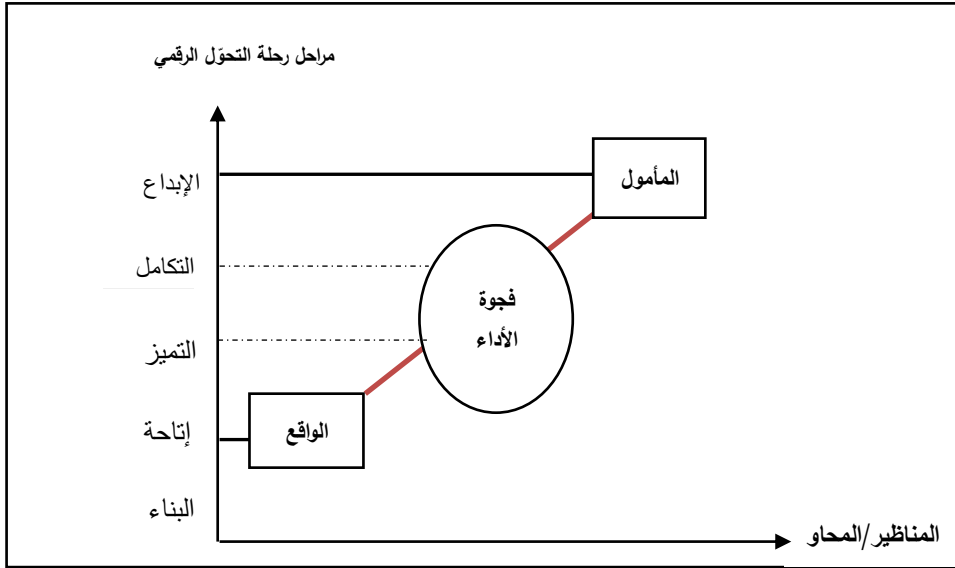 مراحل رحلة التحوّل الرقمي
الإبداع
المأمول
التكامل
فجوة
الأداء
التميز
إتاحة
الواقع
البناء
المناظير/المحاو